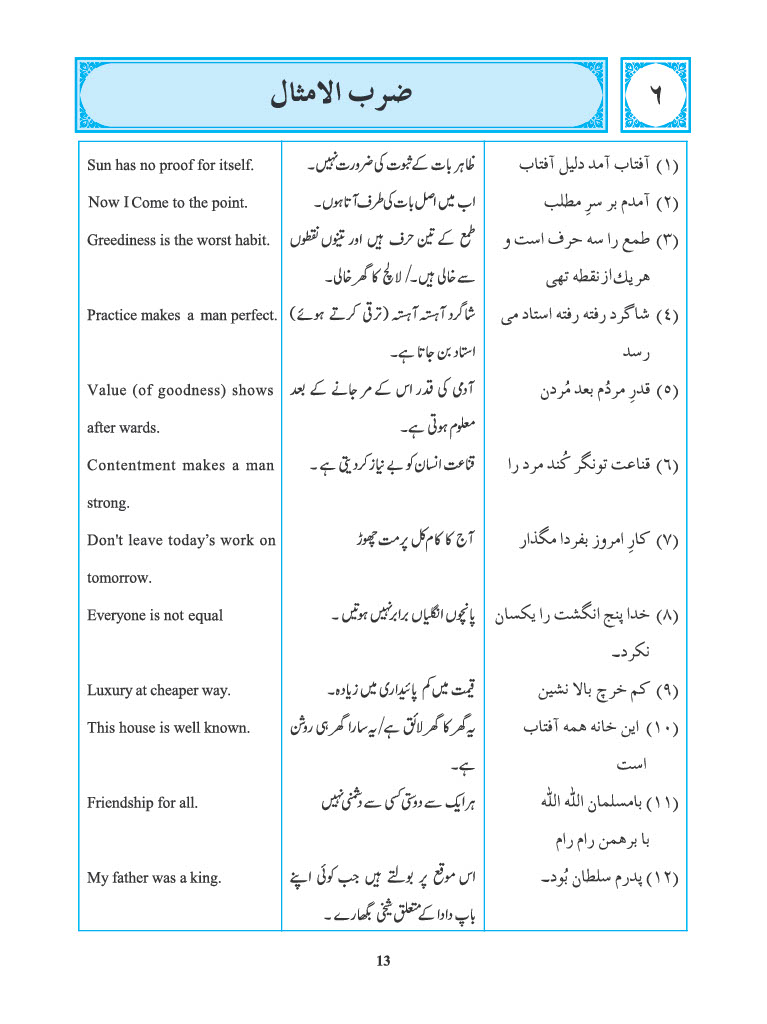 ضرب الامثال
٦
(١) آفتاب آمد دلیل آفتاب
ظاہر بات کے ثبوت کی ضرورت نہیں۔
Sun has no proof for itself.
(٢) آمدم بر سرِ مطلب
اب میں اصل بات کی طرف آتا ہوں۔
Now I Come to the point.
(٣) طمع را سه حرف است و
هر یك از نقطه تهی
طمع کے تین حرف ہیں اور تینوں نقطوں
سے خالی ہیں۔/ لالچ کا گھر خالی۔
Greediness is the worst habit.
(٤) شاگرد رفته رفته استاد می
رسد
شاگرد آہستہ آہستہ (ترقی کرتے ہوئے)
استاد بن جاتا ہے۔
Practice makes a man perfect.
(٥) قدرِ مردُم بعد مُردن
آدمی کی قدر اس کے مر جانے کے بعد
معلوم ہوتی ہے۔
Value (of goodness) shows
after wards.
(٦) قناعت تونگر کُند مرد را
قناعت انسان کو بے نیاز کر دیتی ہے ۔
Contentment makes a man
strong.
(٧) کارِ امروز بفردا مگذار
آج کا کام کل پر مت چھوڑ
Don't leave today’s work on
tomorrow.
(٨) خدا پنج انگشت را یکسان
نکرد۔
پانچوں انگلیاں برابر نہیں ہوتیں ۔
Everyone is not equal
(٩) کم خرچ بالا نشین
قیمت میں کم پائیداری میں زیادہ۔
Luxury at cheaper way.
(١٠) این خانه همه آفتاب
است
یہ گھر کا گھر لائق ہے/ یہ سارا گھر ہی روشن
ہے۔
This house is well known.
(١١) بامسلمان الله الله
با برهمن رام رام
ہر ایک سے دوستی کسی سے دشمنی نہیں
Friendship for all.
(١٢) پدرم سلطان بُود۔
اس موقع پر بولتے ہیں جب کوئی اپنے
باپ دادا کے متعلق شیخی بگھارے ۔
My father was a king.
13